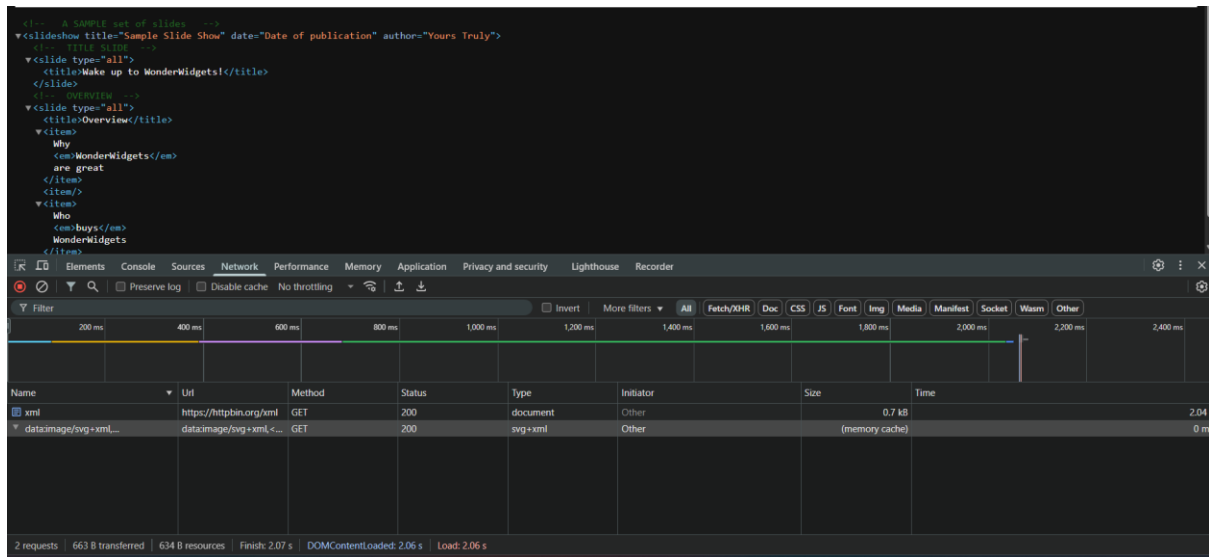 <!-- A SAMPLE set of slides -->
▼<slideshow title="Sample Slide Show" date="Date of publication" author="Yours Truly">
<!-- TITLE SLIDE -->
▼<slide type="all">
<title>Wake up to WonderWidgets!</title>
</slide>
<!-- OVERVIEW -->
▼<slide type="all">
<title>Overview</title>
▼<item>
Why
<em>WonderWidgets</em>
are great
</item>
<item/>
▼<item>
Who
<em>buys</em>
WonderWidgets
</item>
Elements Console Sources Network Performance Memory Application Privacy and security Lighthouse Recorder
Preserve log Disable cache No throttling
Filter Invert More filters All Fetch/XHR Doc CSS JS Font Img Media Manifest Socket Wasm Other
200 ms 400 ms 600 ms 800 ms 1,000 ms 1,200 ms 1,400 ms 1,600 ms 1,800 ms 2,000 ms 2,200 ms 2,400 ms
Name Url Method Status Type Initiator Size Time
xml https://httpbin.org/xml GET 200 document Other 0.7 kB 2.04
data:image/svg+xml,... data:image/svg+xml,<... GET 200 svg+xml Other (memory cache) 0 m
2 requests 663 B transferred 634 B resources Finish: 2.07 s DOMContentLoaded: 2.06 s Load: 2.06 s